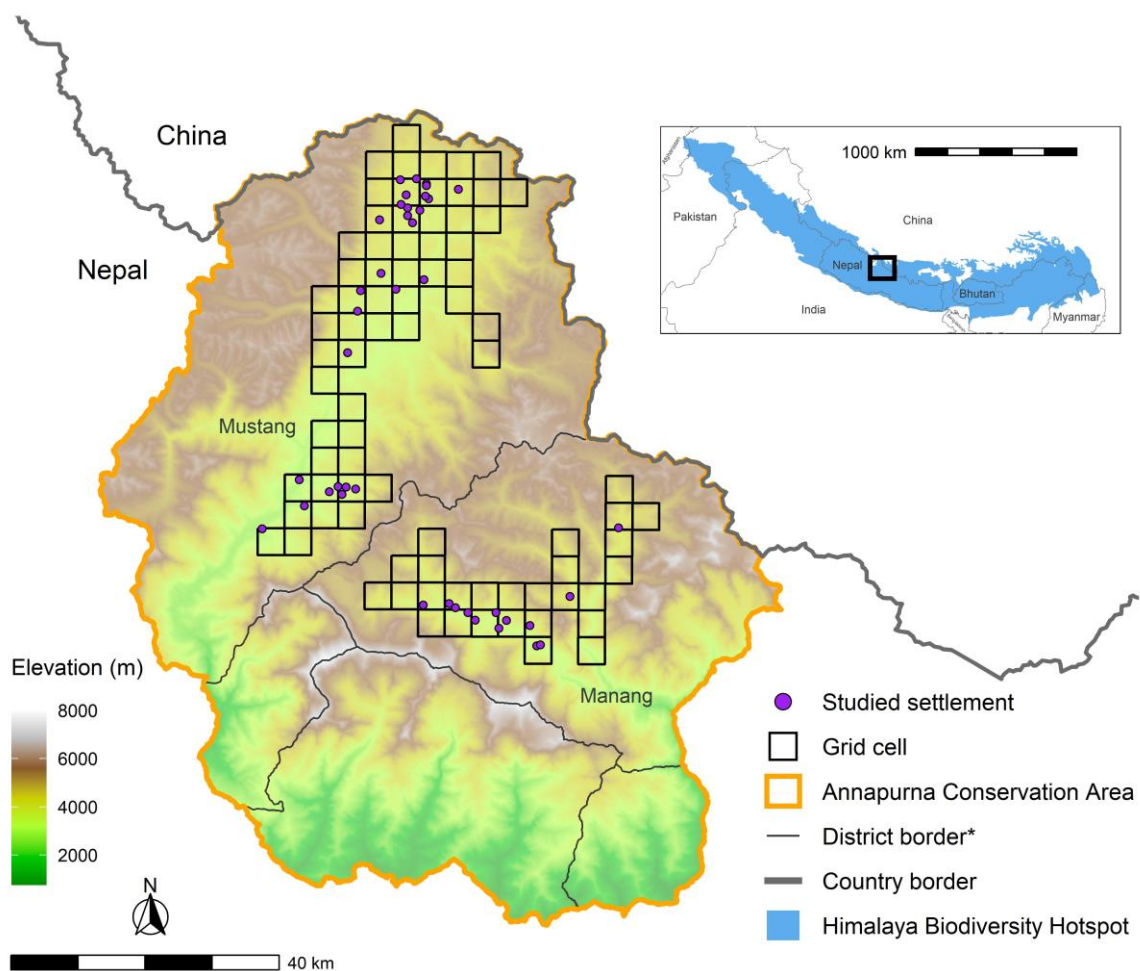 China
Nepal
Mustang
Manang
1000 km
Afghanistan
Pakistan
China
Nepal
Bhutan
India
Myanmar
Elevation (m)
8000
6000
4000
2000
N
40 km
Studied settlement
Grid cell
Annapurna Conservation Area
District border*
Country border
Himalaya Biodiversity Hotspot